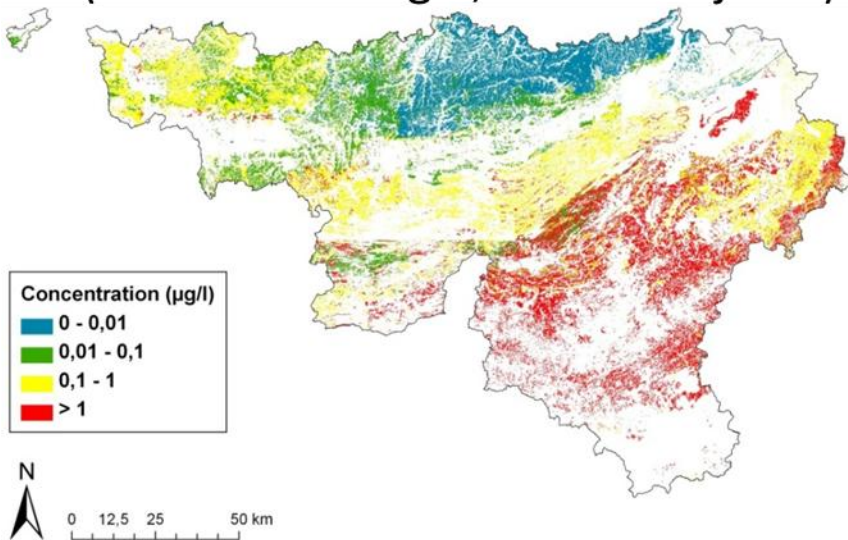 Concentration (µg/l)
0 - 0,01
0,01 - 0,1
0,1 - 1
> 1
N
0 12,5 25 50 km